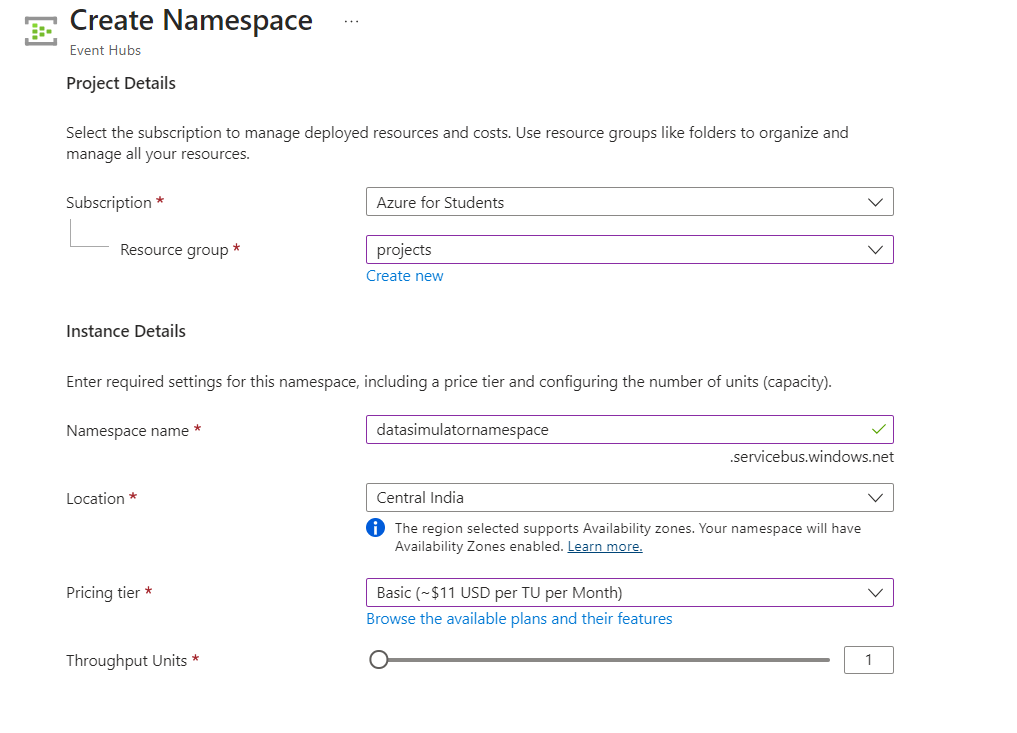 Create Namespace ...
Event Hubs
Project Details
Select the subscription to manage deployed resources and costs. Use resource groups like folders to organize and
manage all your resources.
Subscription *
Azure for Students
Resource group *
projects
Create new
Instance Details
Enter required settings for this namespace, including a price tier and configuring the number of units (capacity).
Namespace name *
datasimulatornamespace
.servicebus.windows.net
Location *
Central India
The region selected supports Availability zones. Your namespace will have
Availability Zones enabled. Learn more.
Pricing tier *
Basic (~$11 USD per TU per Month)
Browse the available plans and their features
Throughput Units *
1